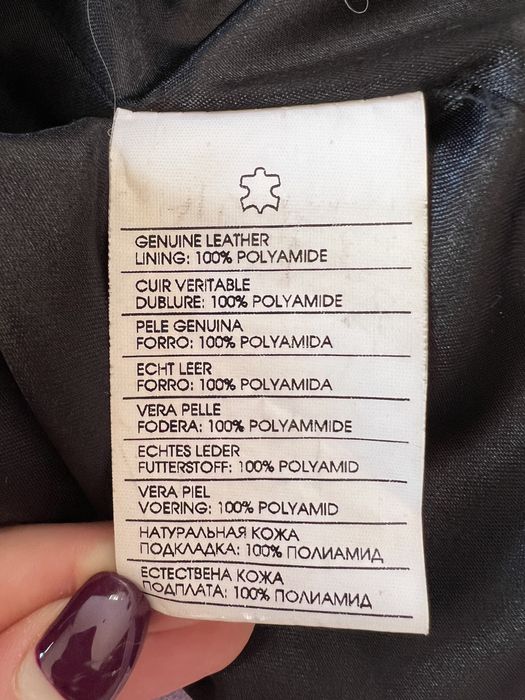 GENUINE LEATHER
LINING: 100% POLYAMIDE
CUIR VERITABLE
DUBLURE: 100% POLYAMIDE
PELE GENUINA
FORRO: 100% POLYAMIDA
ECHT LEER
FORRO: 100% POLYAMIDA
VERA PELLE
FODERA: 100% POLYAMMIDE
ECHTES LEDER
FUTTERSTOFF: 100% POLYAMID
VERA PIEL
VOERING: 100% POLYAMID
НАТУРАЛЬНАЯ КОЖА
ПОДКЛАДКА: 100% ПОЛИАМИД
ЕСТЕСТВЕНА КОЖА
ПОДПЛАТА: 100% ПОЛИАМИД